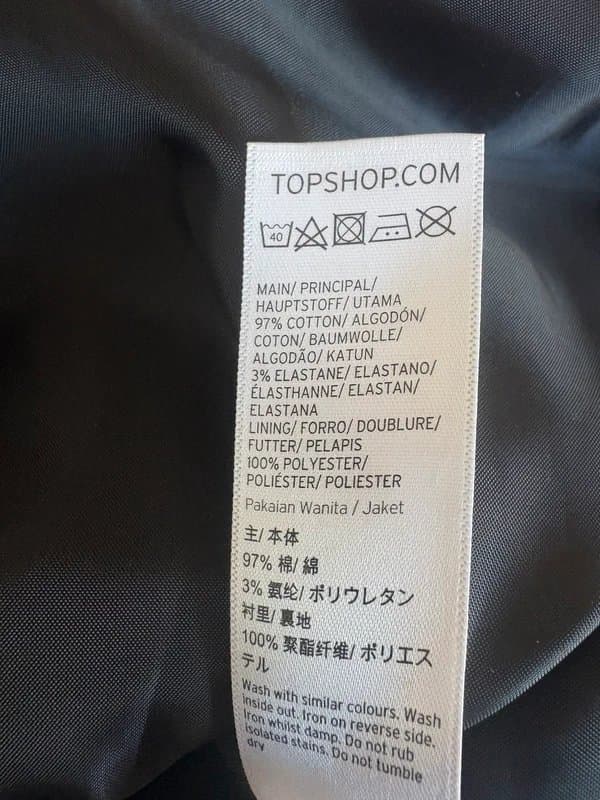 TOPSHOP.COM
40
MAIN/ PRINCIPAL/
HAUPTSTOFF/ UTAMA
97% COTTON/ ALGODÓN/
COTON/ BAUMWOLLE/
ALGODÃO/ KATUN
3% ELASTANE/ ELASTANO/
ÉLASTHANNE/ ELASTAN/
ELASTANA
LINING/ FORRO/ DOUBLURE/
FUTTER/ PELAPIS
100% POLYESTER/
POLIÉSTER/ POLIESTER
Pakaian Wanita / Jaket
主/ 本体
97% 棉/ 綿
3% 氨纶/ ポリウレタン
衬里/ 裏地
100% 聚酯纤维/ ポリエス
テル
Wash with similar colours. Wash
inside out. Iron on reverse side.
Iron whilst damp. Do not rub
isolated stains. Do not tumble
dry